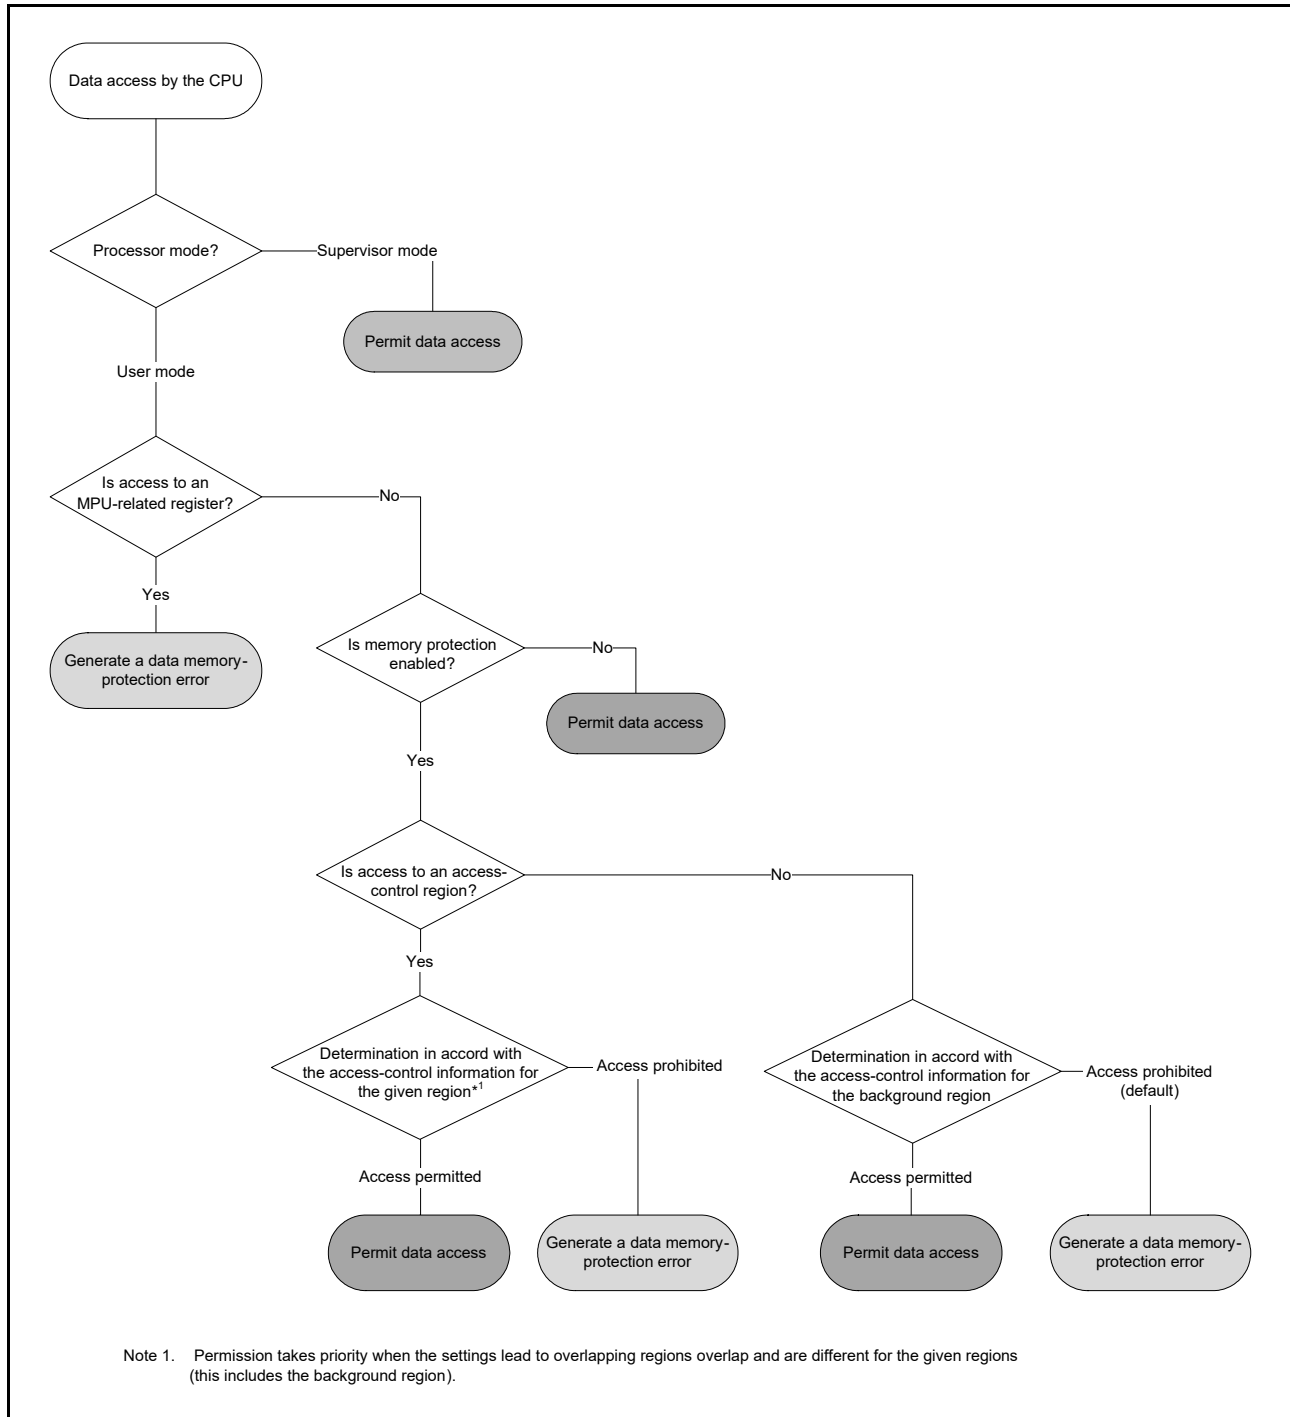 Data access by the CPU
Processor mode?
Supervisor mode
Permit data access
User mode
Is access to an
MPU-related register?
No
Yes
Generate a data memory-
protection error
Is memory protection
enabled?
No
Permit data access
Yes
Is access to an access-
control region?
No
Yes
Determination in accord with
the access-control information for
the given region*1
Access prohibited
Determination in accord with
the access-control information for
the background region
Access prohibited
(default)
Access permitted
Access permitted
Permit data access
Generate a data memory-
protection error
Permit data access
Generate a data memory-
protection error
Note 1. Permission takes priority when the settings lead to overlapping regions overlap and are different for the given regions
(this includes the background region).